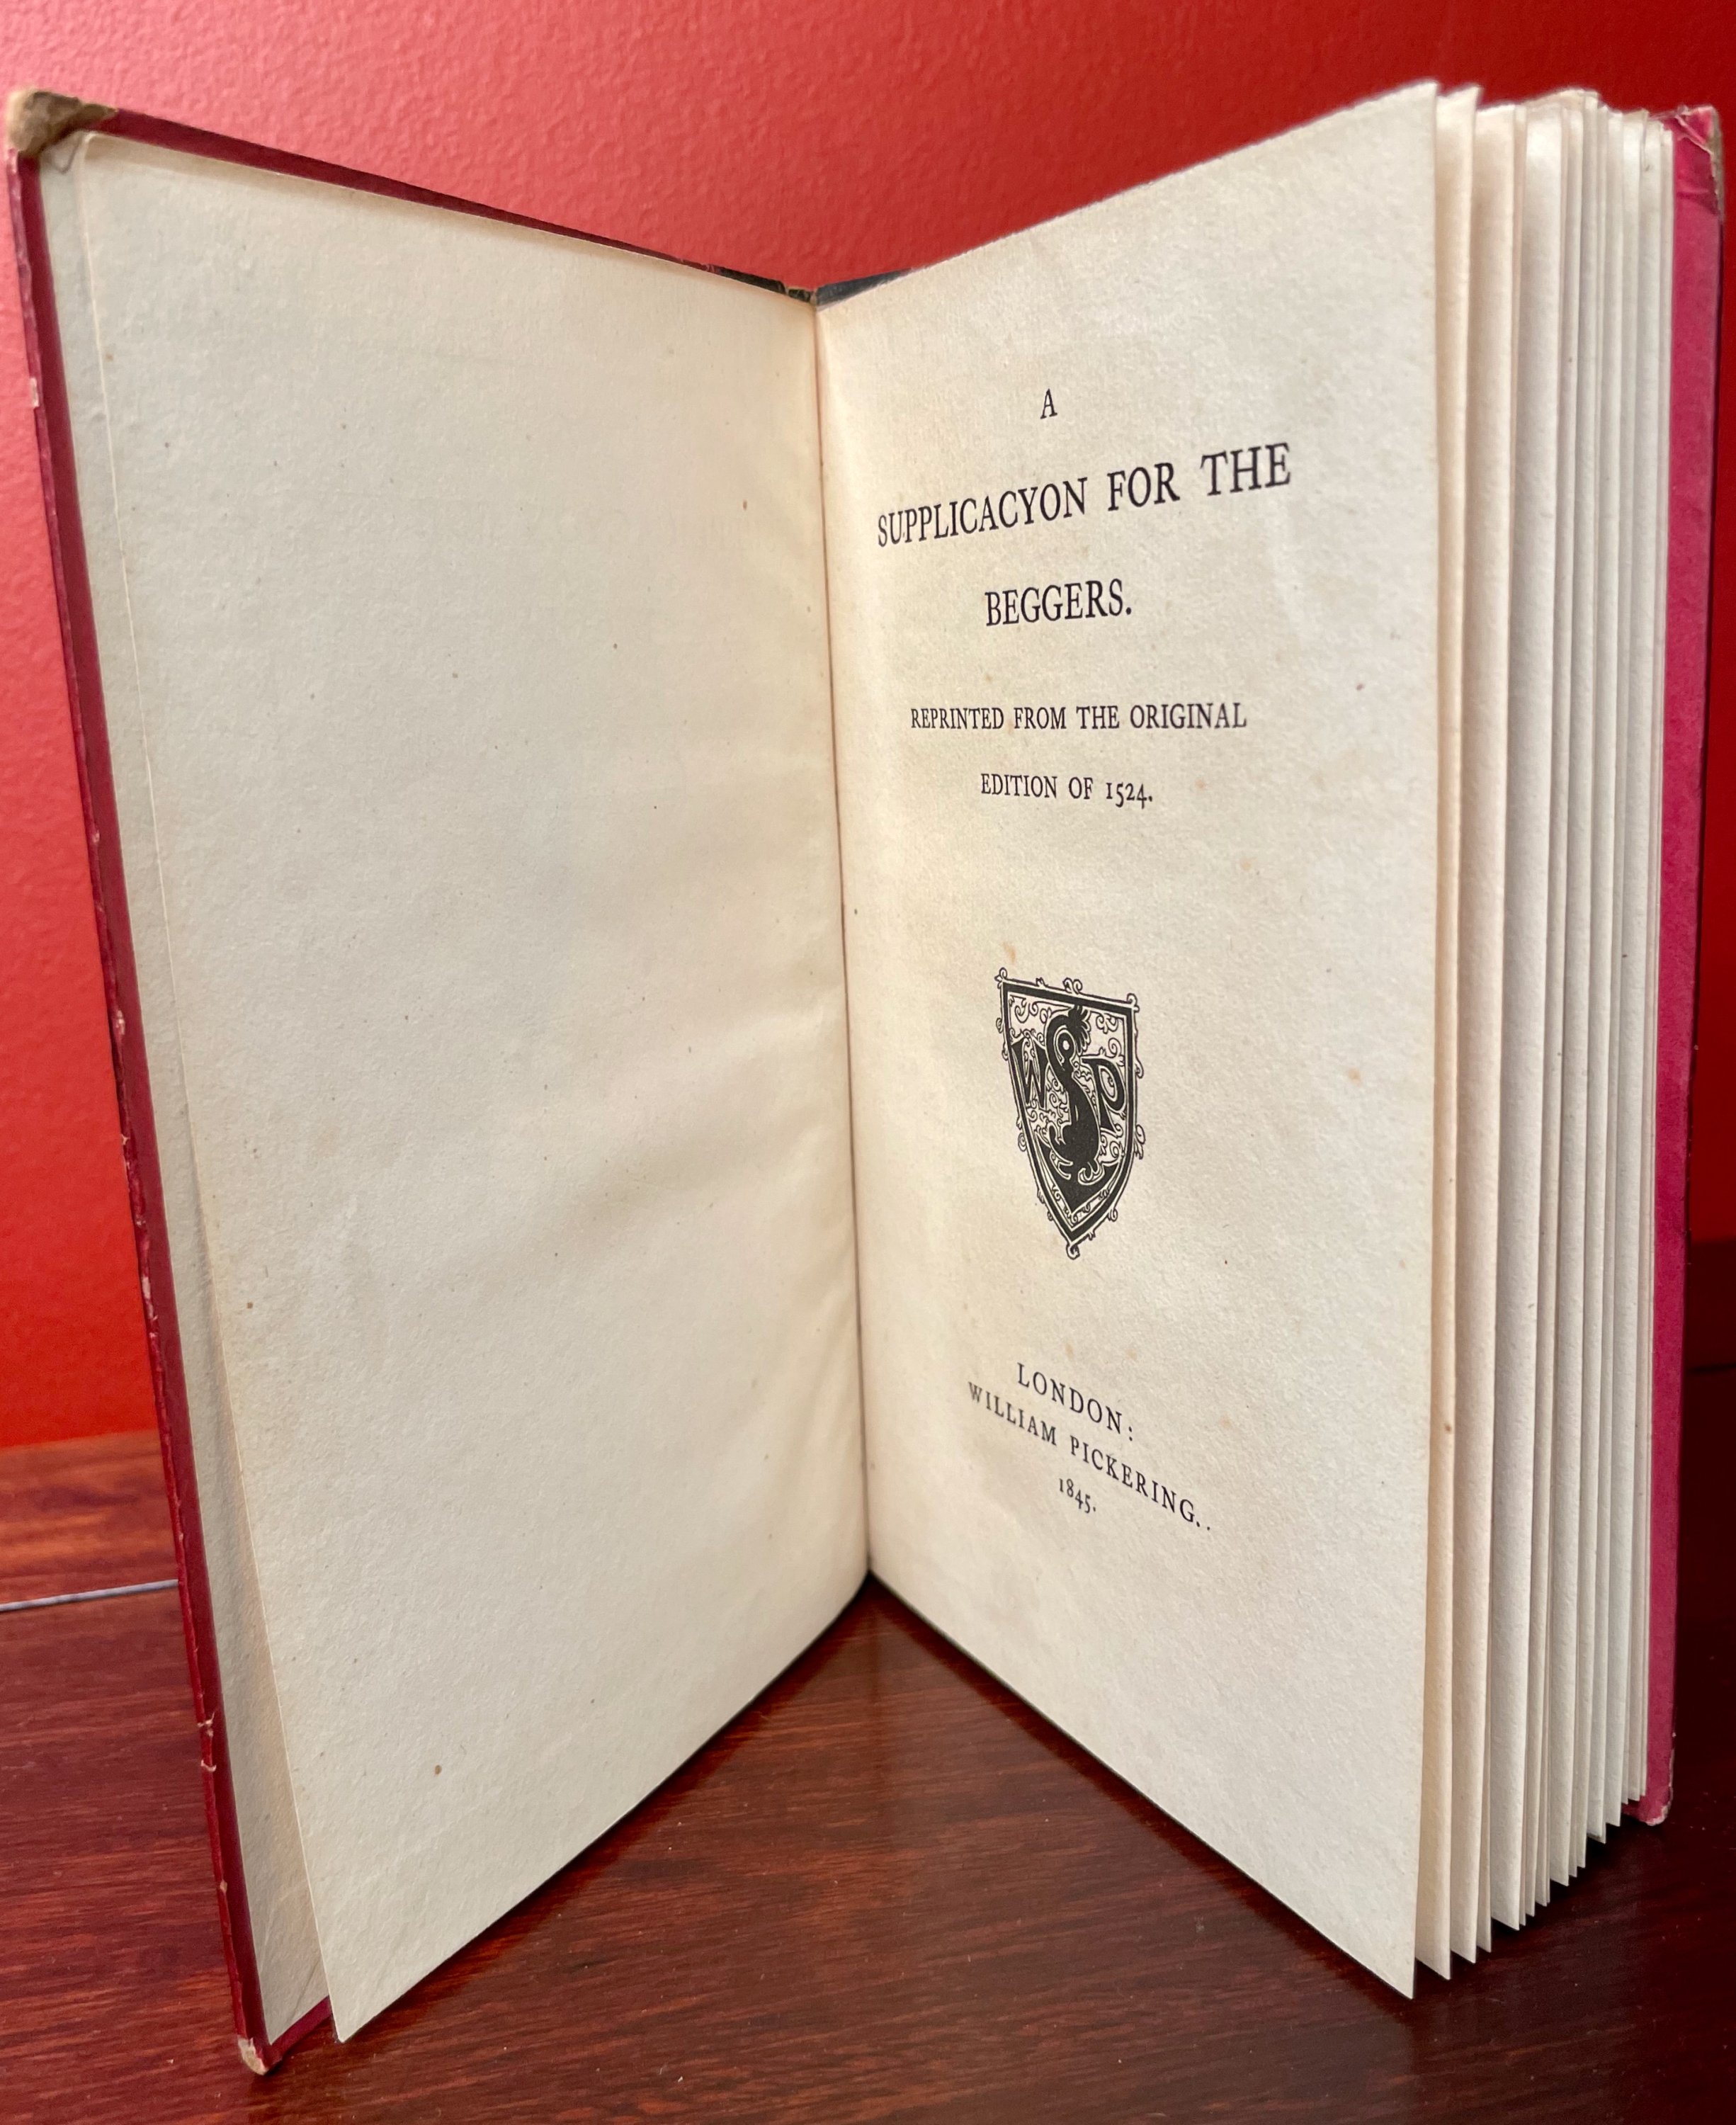 A
SUPPLICACYON FOR THE
BEGGERS.
REPRINTED FROM THE ORIGINAL
EDITION OF 1524.
W P
LONDON:
WILLIAM PICKERING..
1845.